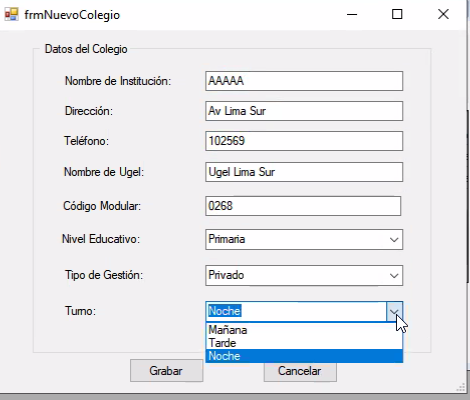 frmNuevoColegio
Datos del Colegio
Nombre de Institución: AAAAA
Dirección: Av Lima Sur
Teléfono: 102569
Nombre de Ugel: Ugel Lima Sur
Código Modular: 0268
Nivel Educativo: Primaria
Tipo de Gestión: Privado
Turno: Noche
Mañana
Tarde
Noche
Grabar Cancelar